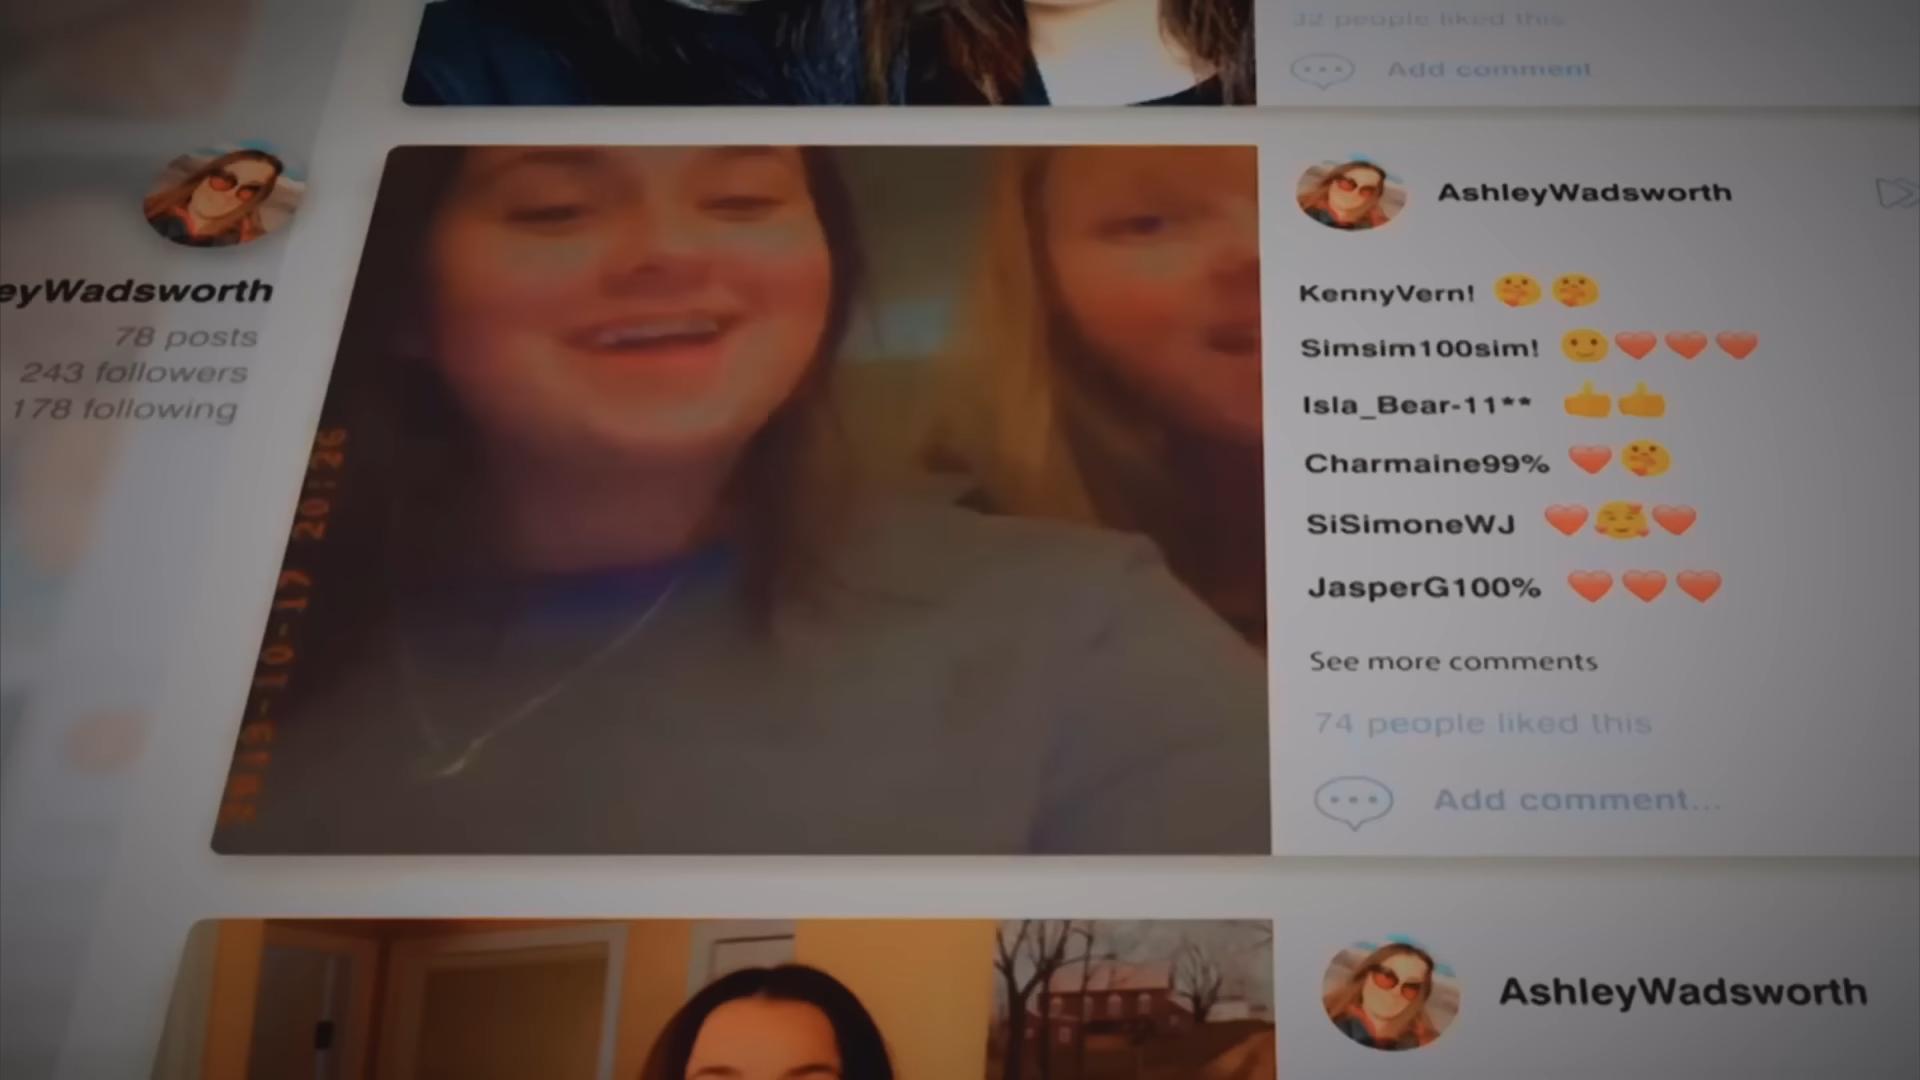 32 people liked this
Add comment
AshleyWadsworth
eyWadsworth
78 posts
243 followers
178 following
KennyVern!
Simsim100sim!
Isla_Bear-11**
Charmaine99%
SiSimoneWJ
JasperG100%
See more comments
74 people liked this
Add comment...
AshleyWadsworth